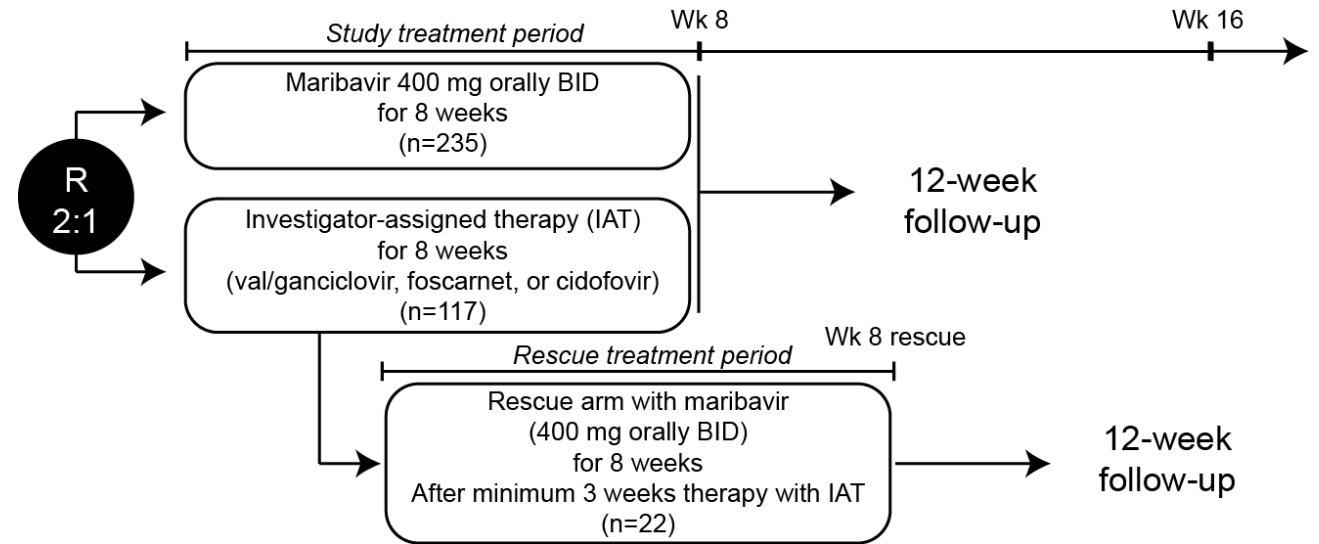 Study treatment period
Wk 8
Wk 16
R
2:1
Maribavir 400 mg orally BID
for 8 weeks
(n=235)
Investigator-assigned therapy (IAT)
for 8 weeks
(val/ganciclovir, foscarnet, or cidofovir)
(n=117)
12-week
follow-up
Rescue treatment period
Wk 8 rescue
Rescue arm with maribavir
(400 mg orally BID)
for 8 weeks
After minimum 3 weeks therapy with IAT
(n=22)
12-week
follow-up